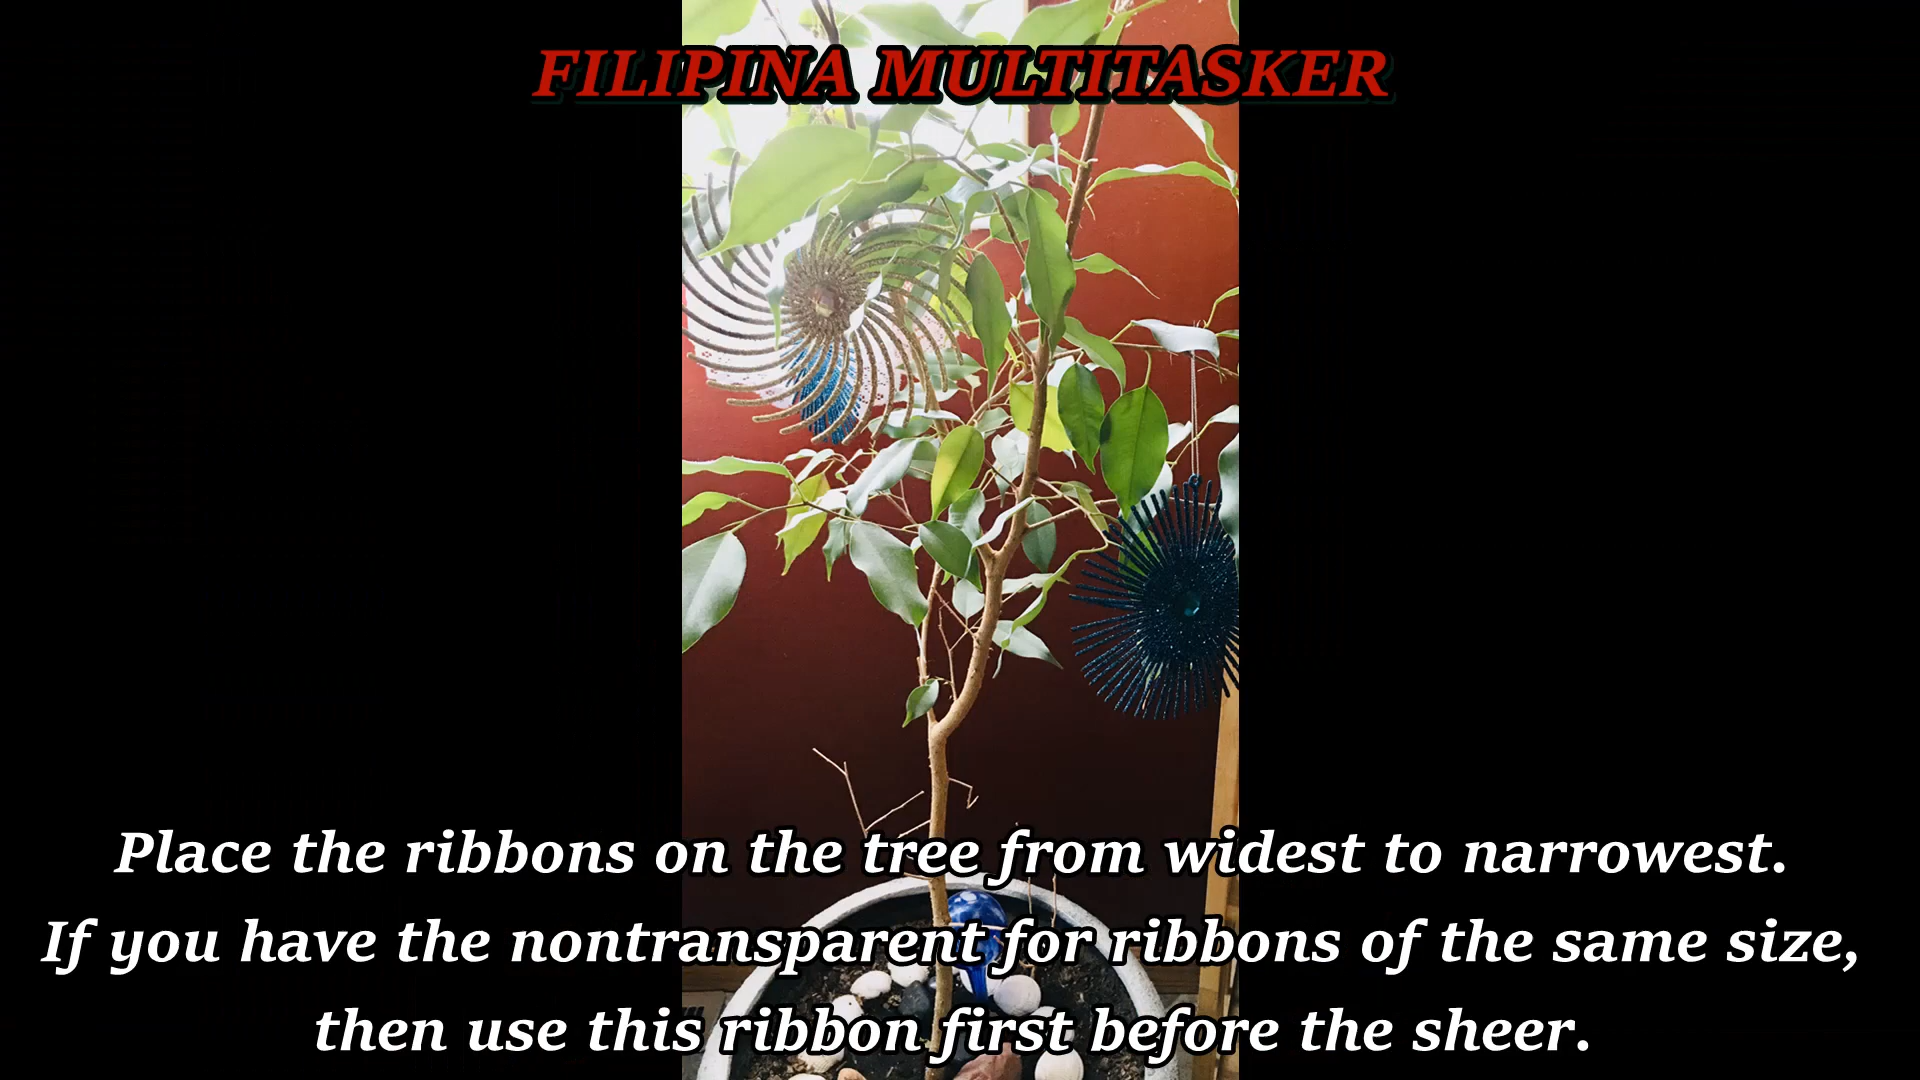 FILIPINA MULTITASKER
Place the ribbons on the tree from widest to narrowest.
If you have the nontransparent for ribbons of the same size,
then use this ribbon first before the sheer.